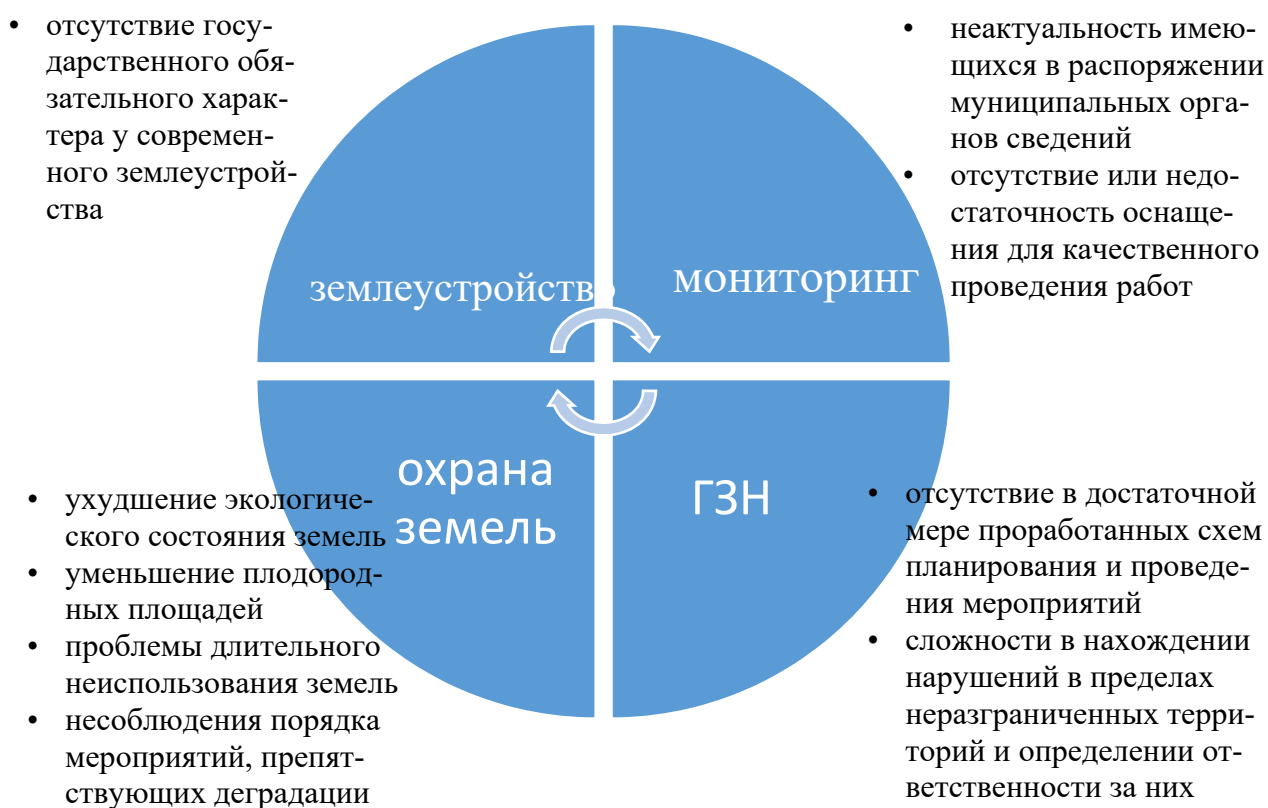 • отсутствие госу-
дарственного обя-
зательного харак-
тера у современ-
ного землеустрой-
ства
• неактуальность имею-
щихся в распоряжении
муниципальных орга-
нов сведений
• отсутствие или недо-
статочность оснаще-
ния для качественного
проведения работ
землеустройство
мониторинг
охрана
земель
ГЗН
• ухудшение экологиче-
ского состояния земель
• уменьшение плодород-
ных площадей
• проблемы длительного
неиспользования земель
• несоблюдения порядка
мероприятий, препят-
ствующих деградации
• отсутствие в достаточной
мере проработанных схем
планирования и проведе-
ния мероприятий
• сложности в нахождении
нарушений в пределах
неразграниченных терри-
торий и определении от-
ветственности за них